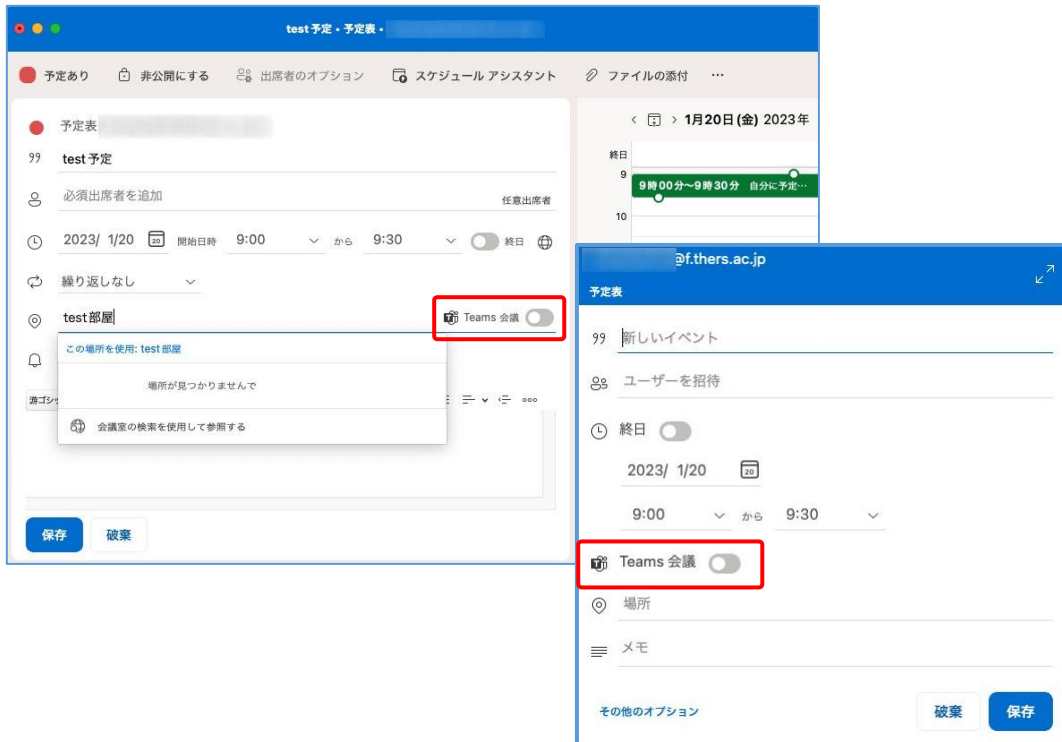 test 予定・予定表・
予定あり 非公開にする 出席者のオプション スケジュール アシスタント ファイルの添付 …
予定表
test 予定
必須出席者を追加 任意出席者
2023/ 1/20 20 開始日時 9:00 から 9:30 終日
繰り返しなし
test 部屋 Teams 会議
この場所を使用: test 部屋
場所が見つかりませんで
会議室の検索を使用して参照する
游ゴシッ
保存 破棄
1月20日(金) 2023年
終日
9
9時00分~9時30分 自分に予定…
10
@f.thers.ac.jp
予定表
新しいイベント
ユーザーを招待
終日
2023/ 1/20 20
9:00 から 9:30
Teams 会議
場所
メモ
その他のオプション 破棄 保存